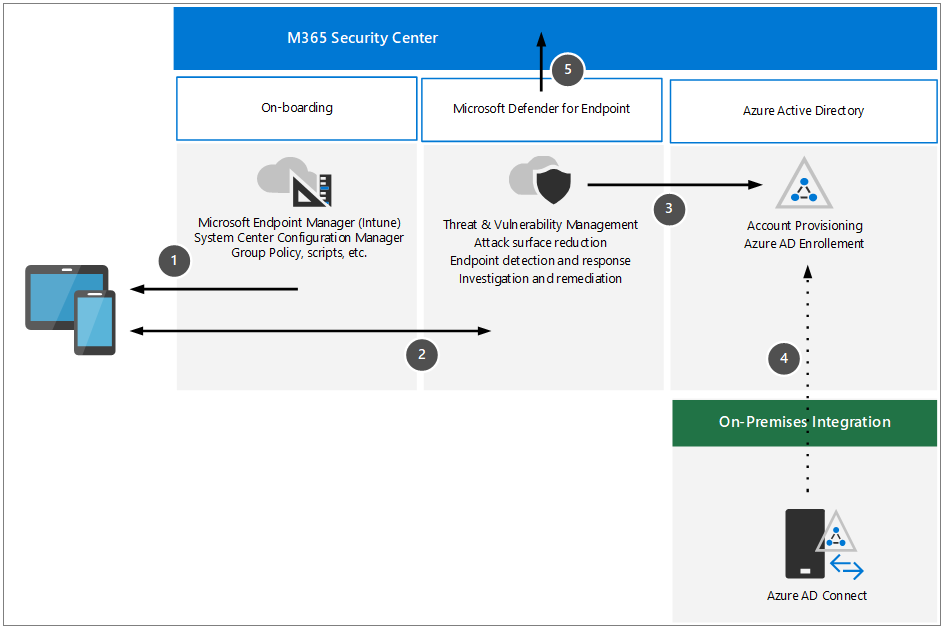 M365 Security Center
5
On-boarding
Microsoft Defender for Endpoint
Azure Active Directory
Microsoft Endpoint Manager (Intune)
System Center Configuration Manager
Group Policy, scripts, etc.
Threat & Vulnerability Management
Attack surface reduction
Endpoint detection and response
Investigation and remediation
3
Account Provisioning
Azure AD Enrollement
1
2
4
On-Premises Integration
Azure AD Connect